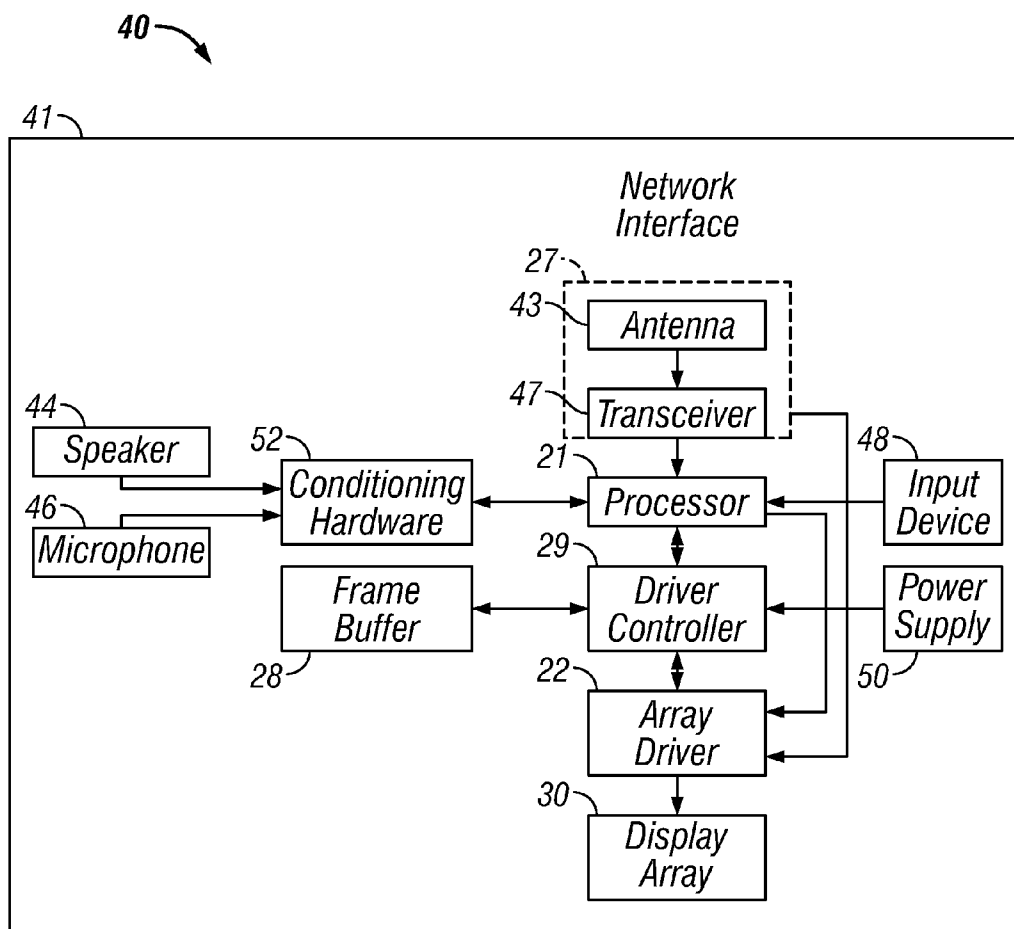 40
41
Network
Interface
27
43
Antenna
47
Transceiver
44
Speaker
52
Conditioning
Hardware
21
Processor
48
Input
Device
46
Microphone
29
Frame
Buffer
28
Driver
Controller
Power
Supply
50
22
Array
Driver
30
Display
Array